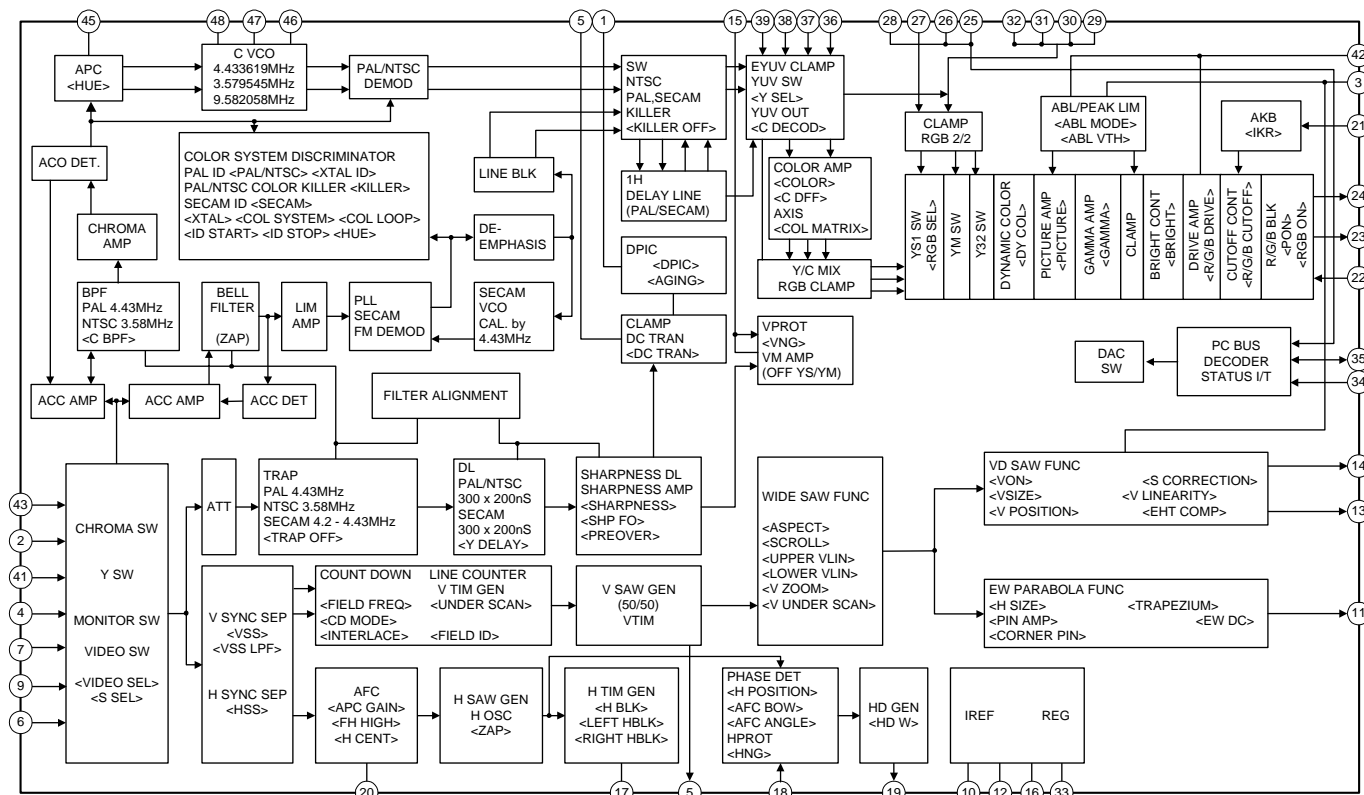 45
48
47
46
5
1
15
39
38
37
36
28
27
26
25
32
31
30
29
42
3
21
24
23
22
35
34
14
13
11
APC
<HUE>
C VCO
4.433619MHz
3.579545MHz
9.582058MHz
PAL/NTSC
DEMOD
SW
NTSC
PAL,SECAM
KILLER
<KILLER OFF>
EYUV CLAMP
YUV SW
<Y SEL>
YUV OUT
<C DECOD>
CLAMP
RGB 2/2
ABL/PEAK LIM
<ABL MODE>
<ABL VTH>
AKB
<IKR>
ACO DET.
COLOR SYSTEM DISCRIMINATOR
PAL ID <PAL/NTSC> <XTAL ID>
PAL/NTSC COLOR KILLER <KILLER>
SECAM ID <SECAM>
<XTAL> <COL SYSTEM> <COL LOOP>
<ID START> <ID STOP> <HUE>
LINE BLK
1H
DELAY LINE
(PAL/SECAM)
COLOR AMP
<COLOR>
<C DFF>
AXIS
<COL MATRIX>
YS1 SW
<RGB SEL>
YM SW
Y32 SW
DYNAMIC COLOR
<DY COL>
PICTURE AMP
<PICTURE>
GAMMA AMP
<GAMMA>
CLAMP
BRIGHT CONT
<BRIGHT>
DRIVE AMP
<R/G/B DRIVE>
CUTOFF CONT
<R/G/B CUTOFF>
R/G/B BLK
<PON>
<RGB ON>
CHROMA
AMP
DE-
EMPHASIS
DPIC
<DPIC>
<AGING>
Y/C MIX
RGB CLAMP
BPF
PAL 4.43MHz
NTSC 3.58MHz
<C BPF>
BELL
FILTER
(ZAP)
LIM
AMP
PLL
SECAM
FM DEMOD
SECAM
VCO
CAL. by
4.43MHz
CLAMP
DC TRAN
<DC TRAN>
VPROT
<VNG>
VM AMP
(OFF YS/YM)
DAC
SW
PC BUS
DECODER
STATUS I/T
ACC AMP
ACC AMP
ACC DET
FILTER ALIGNMENT
43
2
41
4
7
9
6
CHROMA SW
Y SW
MONITOR SW
VIDEO SW
<VIDEO SEL>
<S SEL>
ATT
TRAP
PAL 4.43MHz
NTSC 3.58MHz
SECAM 4.2 - 4.43MHz
<TRAP OFF>
DL
PAL/NTSC
300 x 200nS
SECAM
300 x 200nS
<Y DELAY>
SHARPNESS DL
SHARPNESS AMP
<SHARPNESS>
<SHP FO>
<PREOVER>
WIDE SAW FUNC
<ASPECT>
<SCROLL>
<UPPER VLIN>
<LOWER VLIN>
<V ZOOM>
<V UNDER SCAN>
VD SAW FUNC
<VON> <S CORRECTION>
<VSIZE> <V LINEARITY>
<V POSITION> <EHT COMP>
V SYNC SEP
<VSS>
<VSS LPF>
H SYNC SEP
<HSS>
COUNT DOWN LINE COUNTER
V TIM GEN
<FIELD FREQ> <UNDER SCAN>
<CD MODE>
<INTERLACE> <FIELD ID>
V SAW GEN
(50/50)
VTIM
EW PARABOLA FUNC
<H SIZE> <TRAPEZIUM>
<PIN AMP> <EW DC>
<CORNER PIN>
AFC
<APC GAIN>
<FH HIGH>
<H CENT>
H SAW GEN
H OSC
<ZAP>
H TIM GEN
<H BLK>
<LEFT HBLK>
<RIGHT HBLK>
PHASE DET
<H POSITION>
<AFC BOW>
<AFC ANGLE>
HPROT
<HNG>
HD GEN
<HD W>
IREF REG
20
17
5
18
19
10
12
16
33